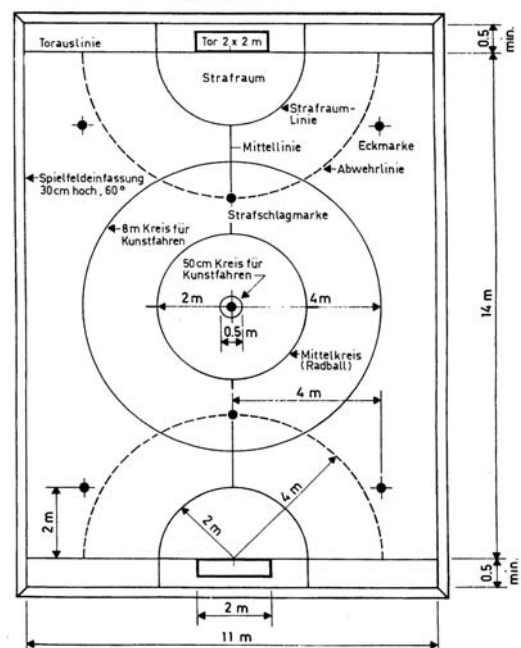 Torauslinie
Tor 2 x 2 m
0.5
min.
Strafraum
Strafraum-
Linie
Mittellinie
Eckmarke
Abwehrlinie
Spielfeldeinfassung
30cm hoch, 60°
Strafschlagmarke
8m Kreis für
Kunstfahren
50cm Kreis für
Kunstfahren
2 m
4 m
0.5 m
14 m
Mittelkreis
(Radball)
4 m
4 m
2 m
2 m
0.5
min.
2 m
11 m